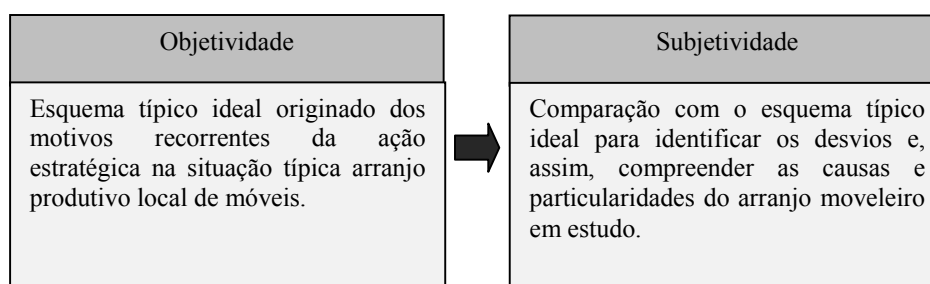 Objetividade
Esquema típico ideal originado dos
motivos recorrentes da ação
estratégica na situação típica arranjo
produtivo local de móveis.
Subjetividade
Comparação com o esquema típico
ideal para identificar os desvios e,
assim, compreender as causas e
particularidades do arranjo moveleiro
em estudo.